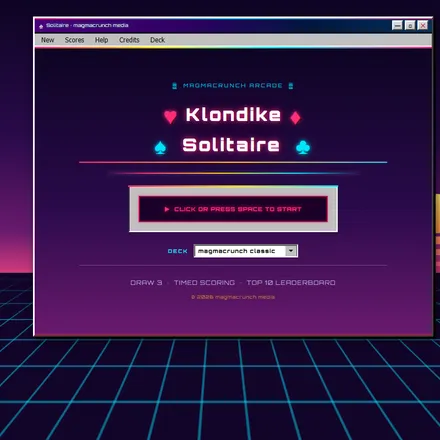 Solitaire - magmacrunch media
New Scores Help Credits Deck
MAGMACRUNCH ARCADE
Klondike
Solitaire
► CLICK OR PRESS SPACE TO START
DECK magmacrunch classic
DRAW 3 · TIMED SCORING · TOP 10 LEADERBOARD
© 2026 magmacrunch media